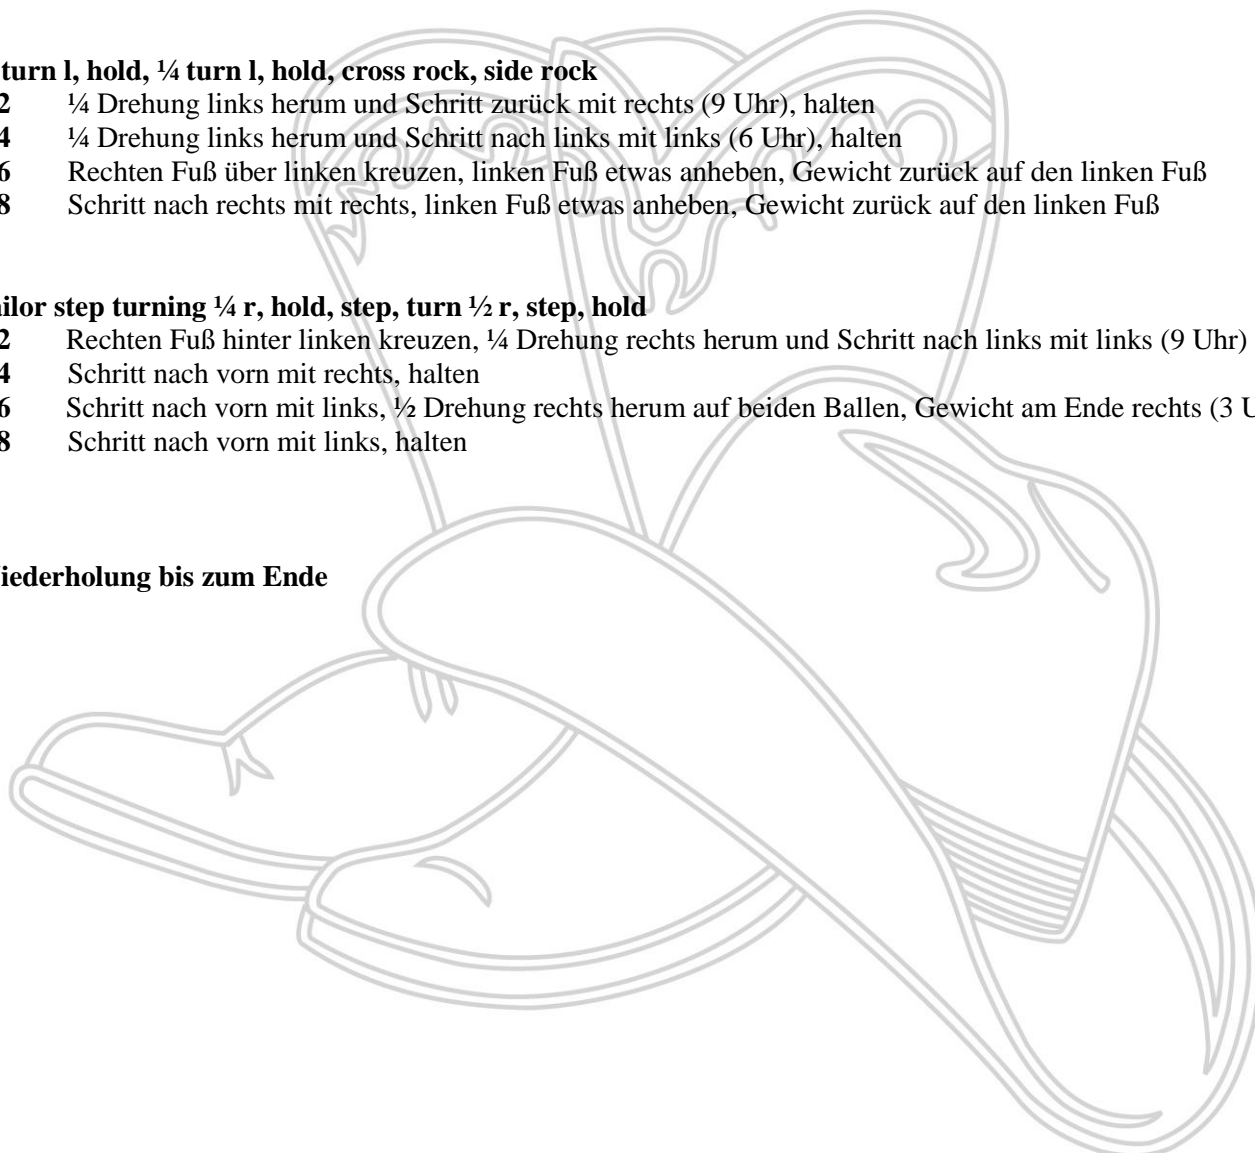 turn l, hold, ¼ turn l, hold, cross rock, side rock
2 ¼ Drehung links herum und Schritt zurück mit rechts (9 Uhr), halten
4 ¼ Drehung links herum und Schritt nach links mit links (6 Uhr), halten
6 Rechten Fuß über linken kreuzen, linken Fuß etwas anheben, Gewicht zurück auf den linken Fuß
8 Schritt nach rechts mit rechts, linken Fuß etwas anheben, Gewicht zurück auf den linken Fuß
ailor step turning ¼ r, hold, step, turn ½ r, step, hold
2 Rechten Fuß hinter linken kreuzen, ¼ Drehung rechts herum und Schritt nach links mit links (9 Uhr)
4 Schritt nach vorn mit rechts, halten
6 Schritt nach vorn mit links, ½ Drehung rechts herum auf beiden Ballen, Gewicht am Ende rechts (3 U
8 Schritt nach vorn mit links, halten
iederholung bis zum Ende